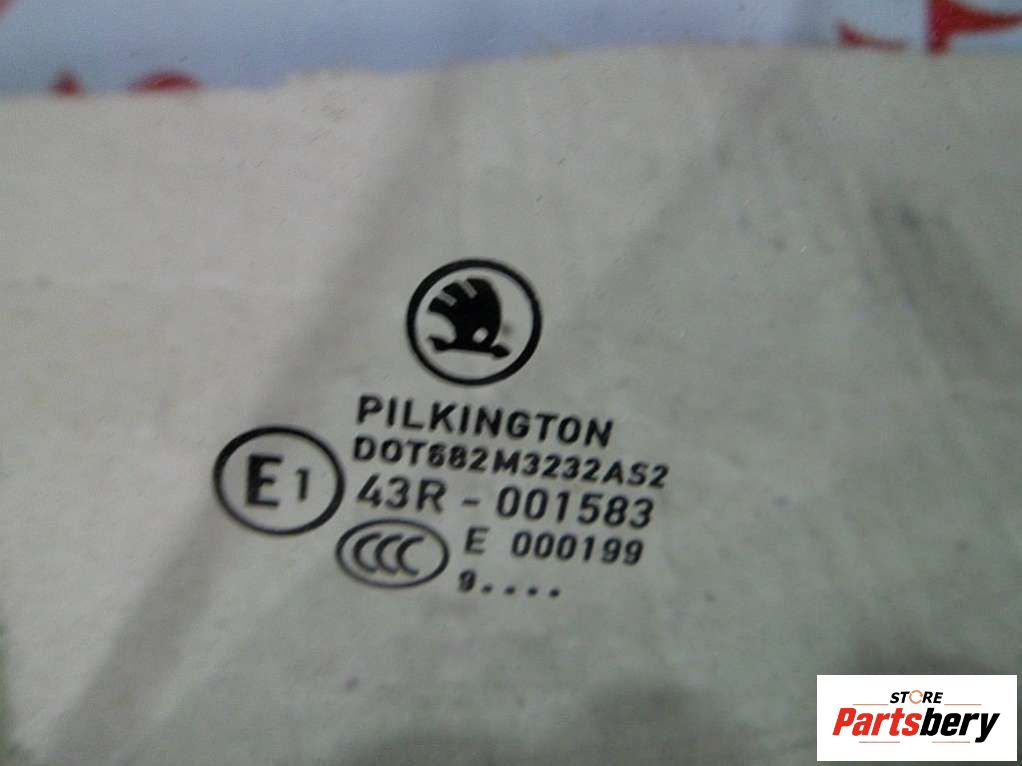 PILKINGTON
DOT682M3232AS2
E1
43R - 001583
CCC E 000199
9....
STORE
Partsbery